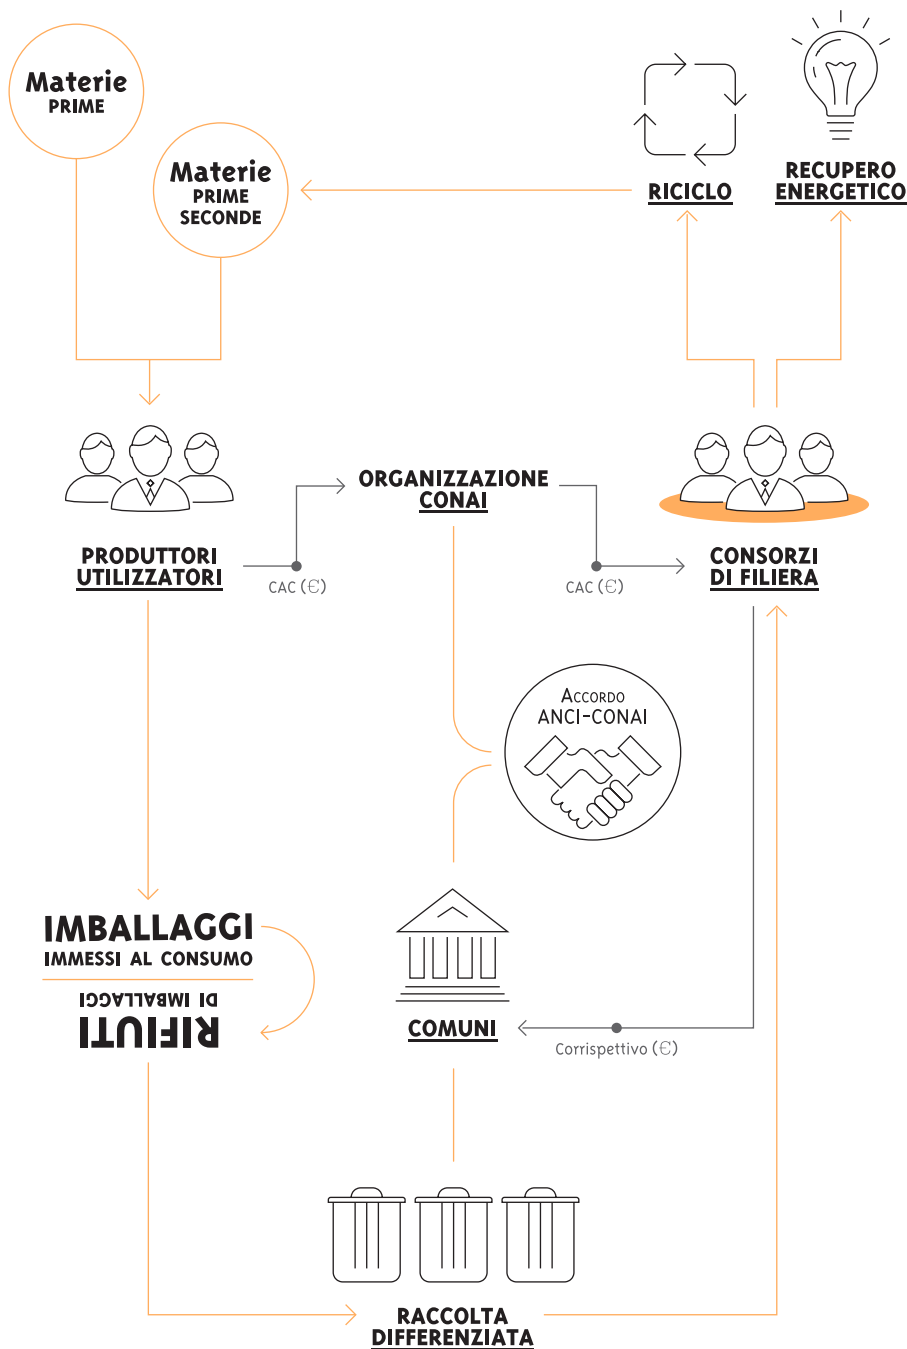 Materie
PRIME
Materie
PRIME
SECONDE
RICICLO
RECUPERO
ENERGETICO
PRODUTTORI
UTILIZZATORI
CAC (€)
ORGANIZZAZIONE
CONAI
CAC (€)
CONSORZI
DI FILIERA
ACCORDO
ANCI-CONAI
IMBALLAGGI
IMMESSI AL CONSUMO
RIFIUTI
DI IMBALLAGGI
COMUNI
Corrispettivo (€)
RACCOLTA
DIFFERENZIATA